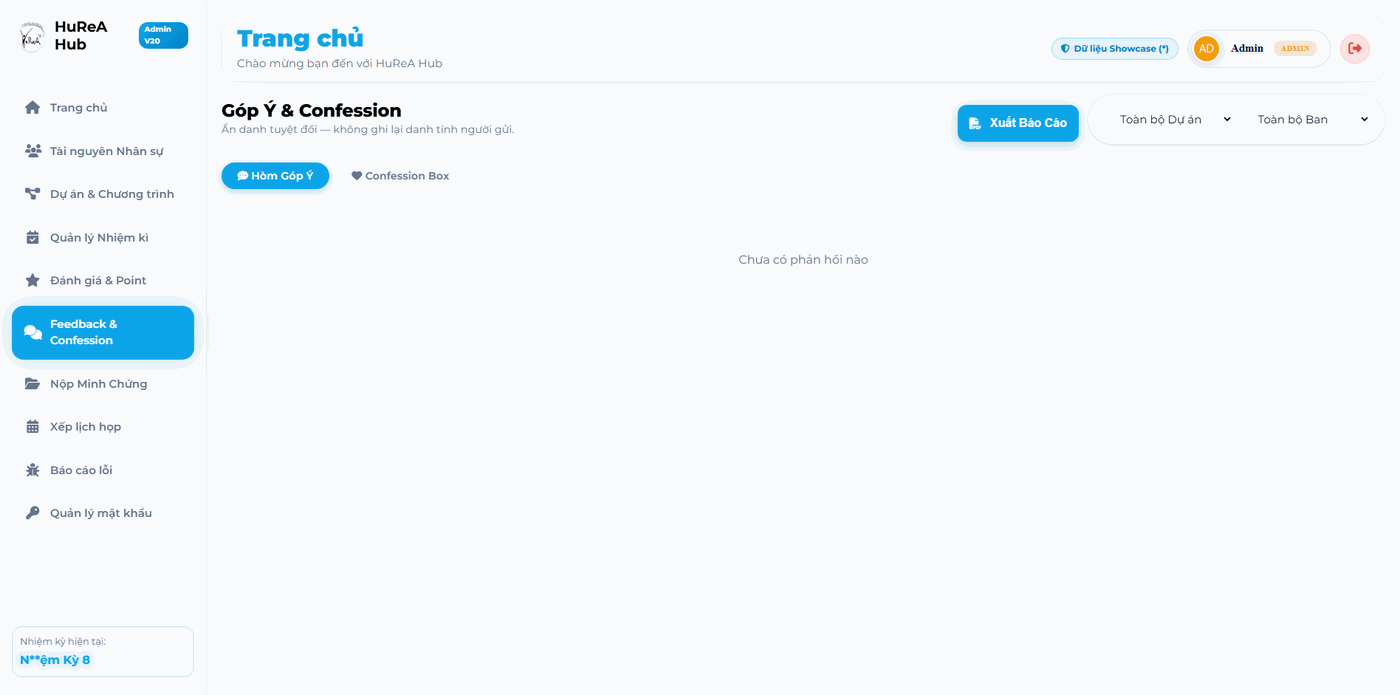 HuReA
Hub
Admin
V20
Trang chủ
Tài nguyên Nhân sự
Dự án & Chương trình
Quản lý Nhiệm kì
Đánh giá & Point
Feedback &
Confession
Nộp Minh Chứng
Xếp lịch họp
Báo cáo lỗi
Quản lý mật khẩu
Nhiệm kỳ hiện tại:
N**ệm Kỳ 8
Trang chủ
Chào mừng bạn đến với HuReA Hub
Dữ liệu Showcase (*)
AD
Admin
ADMIN
Góp Ý & Confession
Ẩn danh tuyệt đối — không ghi lại danh tính người gửi.
Xuất Báo Cáo
Toàn bộ Dự án
Toàn bộ Ban
Hòm Góp Ý
Confession Box
Chưa có phản hồi nào